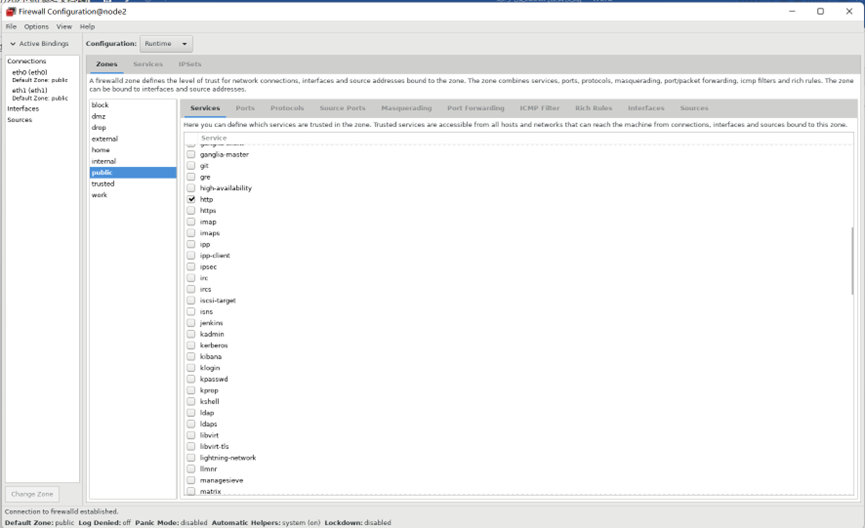 Firewall Configuration@node2
File Options View Help
Active Bindings
Configuration: Runtime
Connections
eth0 (eth0)
Default Zone: public
eth1 (eth1)
Default Zone: public
Interfaces
Sources
Change Zone
Zones Services IPSets
A firewalld zone defines the level of trust for network connections, interfaces and source addresses bound to the zone. The zone combines services, ports, protocols, masquerading, port/packet forwarding, icmp filters and rich rules. The zone
can be bound to interfaces and source addresses.
block
dmz
drop
external
home
internal
public
trusted
work
Services Ports Protocols Source Ports Masquerading Port Forwarding ICMP Filter Rich Rules Interfaces Sources
Here you can define which services are trusted in the zone. Trusted services are accessible from all hosts and networks that can reach the machine from connections, interfaces and sources bound to this zone.
Service
ganglia-master
git
gre
high-availability
http
https
imap
imaps
ipp
ipp-client
ipsec
irc
ircs
iscsi-target
isns
jenkins
kadmin
kerberos
kibana
klogin
kpasswd
kprop
kshell
ldap
ldaps
libvirt
libvirt-tls
lightning-network
llmnr
managesieve
matrix
Connection to firewalld established.
Default Zone: public Log Denied: off Panic Mode: disabled Automatic Helpers: system (on) Lockdown: disabled